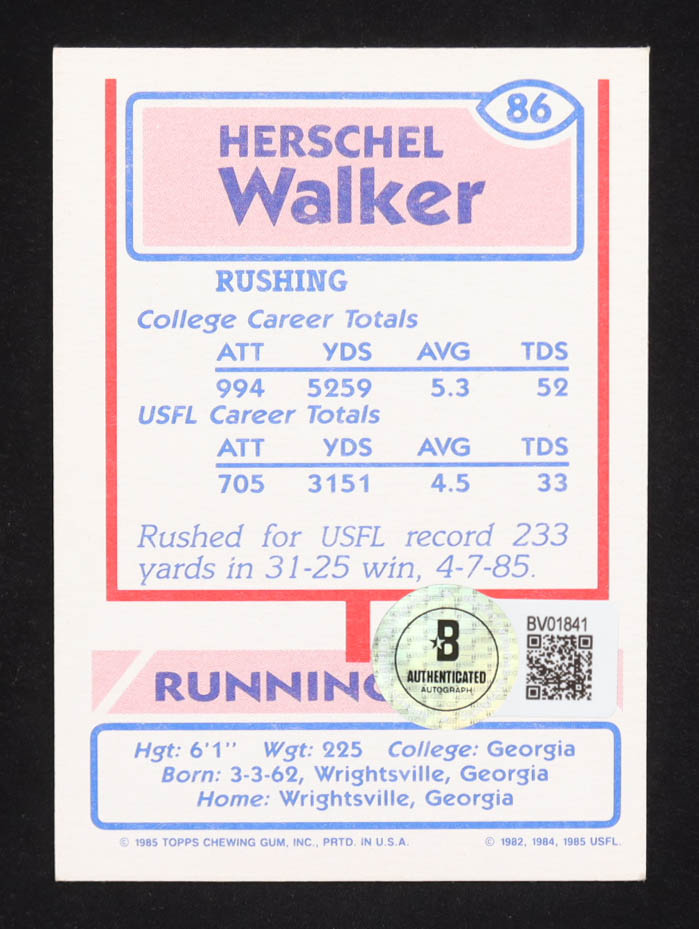 86
HERSCHEL
Walker
RUSHING
College Career Totals
ATT YDS AVG TDS
994 5259 5.3 52
USFL Career Totals
ATT YDS AVG TDS
705 3151 4.5 33
Rushed for USFL record 233
yards in 31-25 win, 4-7-85.
BV01841
B
AUTHENTICATED
AUTOGRAPH
RUNNING
Hgt: 6'1" Wgt: 225 College: Georgia
Born: 3-3-62, Wrightsville, Georgia
Home: Wrightsville, Georgia
© 1985 TOPPS CHEWING GUM, INC., PRTD. IN U.S.A. © 1982, 1984, 1985 USFL.